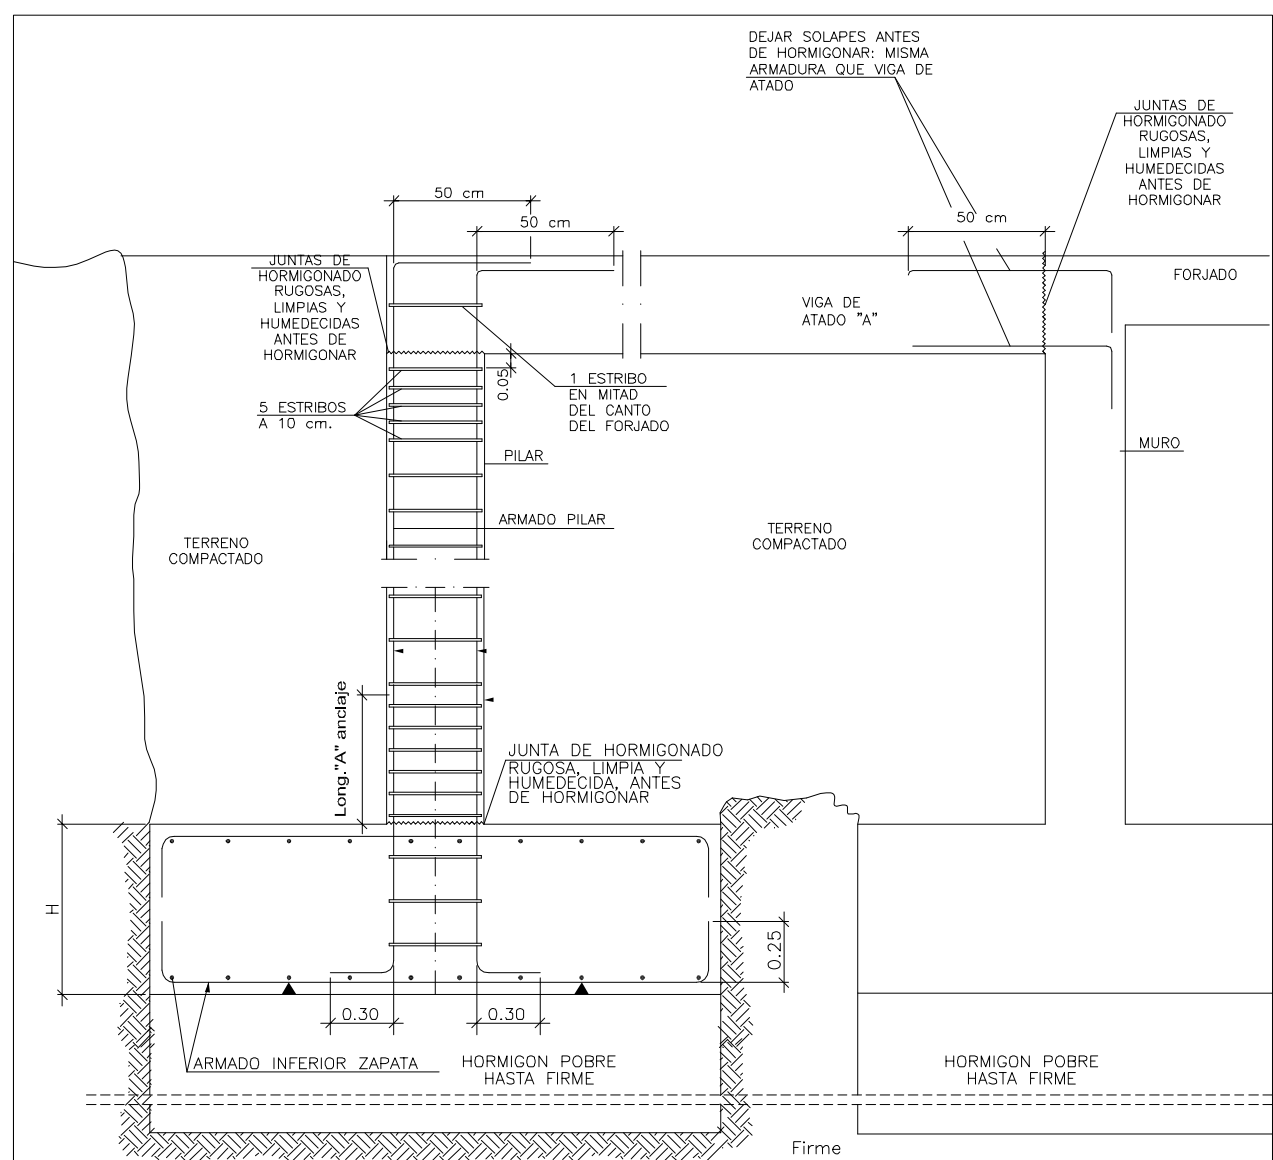 DEJAR SOLAPES ANTES
DE HORMIGONAR: MISMA
ARMADURA QUE VIGA DE
ATADO
JUNTAS DE
HORMIGONADO
RUGOSAS,
LIMPIAS Y
HUMEDECIDAS
ANTES DE
HORMIGONAR
50 cm
50 cm
50 cm
JUNTAS DE
HORMIGONADO
RUGOSAS,
LIMPIAS Y
HUMEDECIDAS
ANTES DE
HORMIGONAR
FORJADO
VIGA DE
ATADO "A"
0.05
1 ESTRIBO
EN MITAD
DEL CANTO
DEL FORJADO
5 ESTRIBOS
A 10 cm.
PILAR
MURO
ARMADO PILAR
TERRENO
COMPACTADO
TERRENO
COMPACTADO
Long."A" anclaje
JUNTA DE HORMIGONADO
RUGOSA, LIMPIA Y
HUMEDECIDA, ANTES
DE HORMIGONAR
H
0.25
0.30
0.30
ARMADO INFERIOR ZAPATA
HORMIGON POBRE
HASTA FIRME
HORMIGON POBRE
HASTA FIRME
Firme